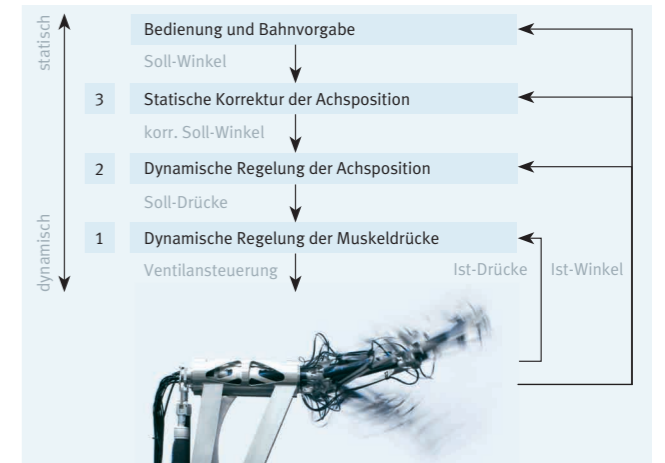 statisch
Bedienung und Bahnvorgabe
Soll-Winkel
3 Statische Korrektur der Achsposition
korr. Soll-Winkel
2 Dynamische Regelung der Achsposition
Soll-Drücke
dynamisch
1 Dynamische Regelung der Muskeldrücke
Ventilansteuerung Ist-Drücke Ist-Winkel